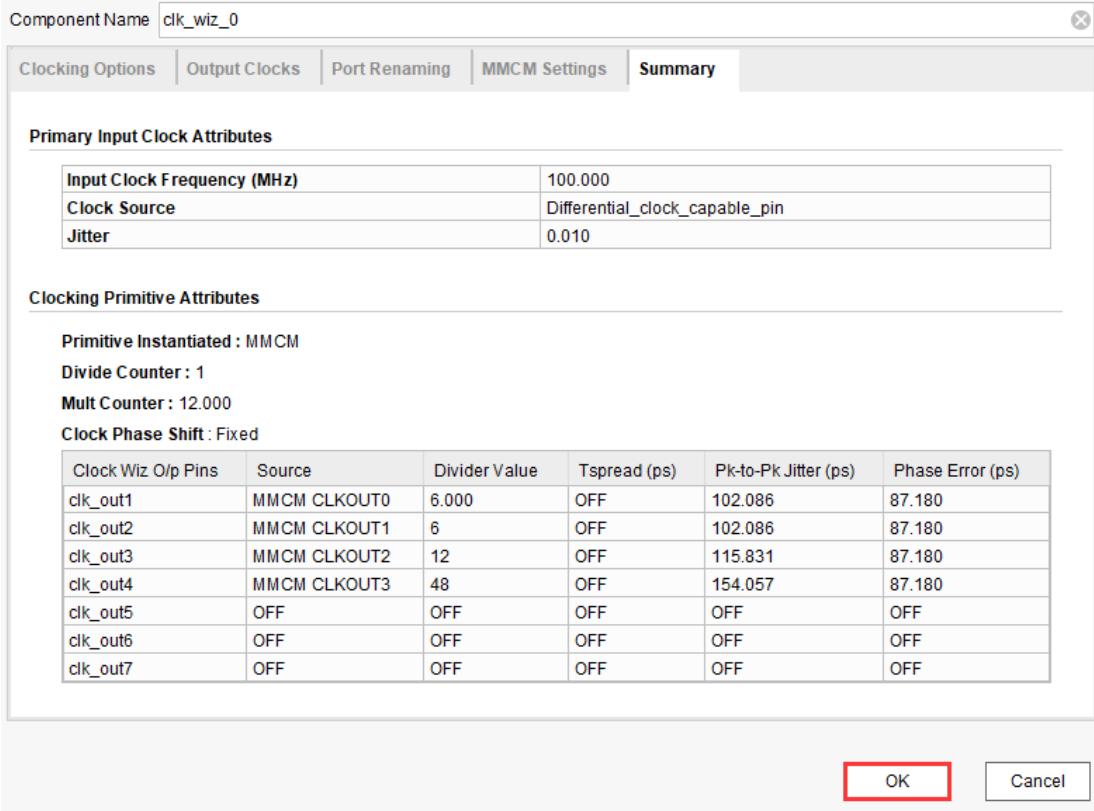 Component Name clk_wiz_0
Clocking Options Output Clocks Port Renaming MMCM Settings Summary
Primary Input Clock Attributes
Input Clock Frequency (MHz) 100.000
Clock Source Differential_clock_capable_pin
Jitter 0.010
Clocking Primitive Attributes
Primitive Instantiated : MMCM
Divide Counter : 1
Mult Counter : 12.000
Clock Phase Shift : Fixed
Clock Wiz O/p Pins Source Divider Value Tspread (ps) Pk-to-Pk Jitter (ps) Phase Error (ps)
clk_out1 MMCM CLKOUT0 6.000 OFF 102.086 87.180
clk_out2 MMCM CLKOUT1 6 OFF 102.086 87.180
clk_out3 MMCM CLKOUT2 12 OFF 115.831 87.180
clk_out4 MMCM CLKOUT3 48 OFF 154.057 87.180
clk_out5 OFF OFF OFF OFF OFF
clk_out6 OFF OFF OFF OFF OFF
clk_out7 OFF OFF OFF OFF OFF
OK Cancel